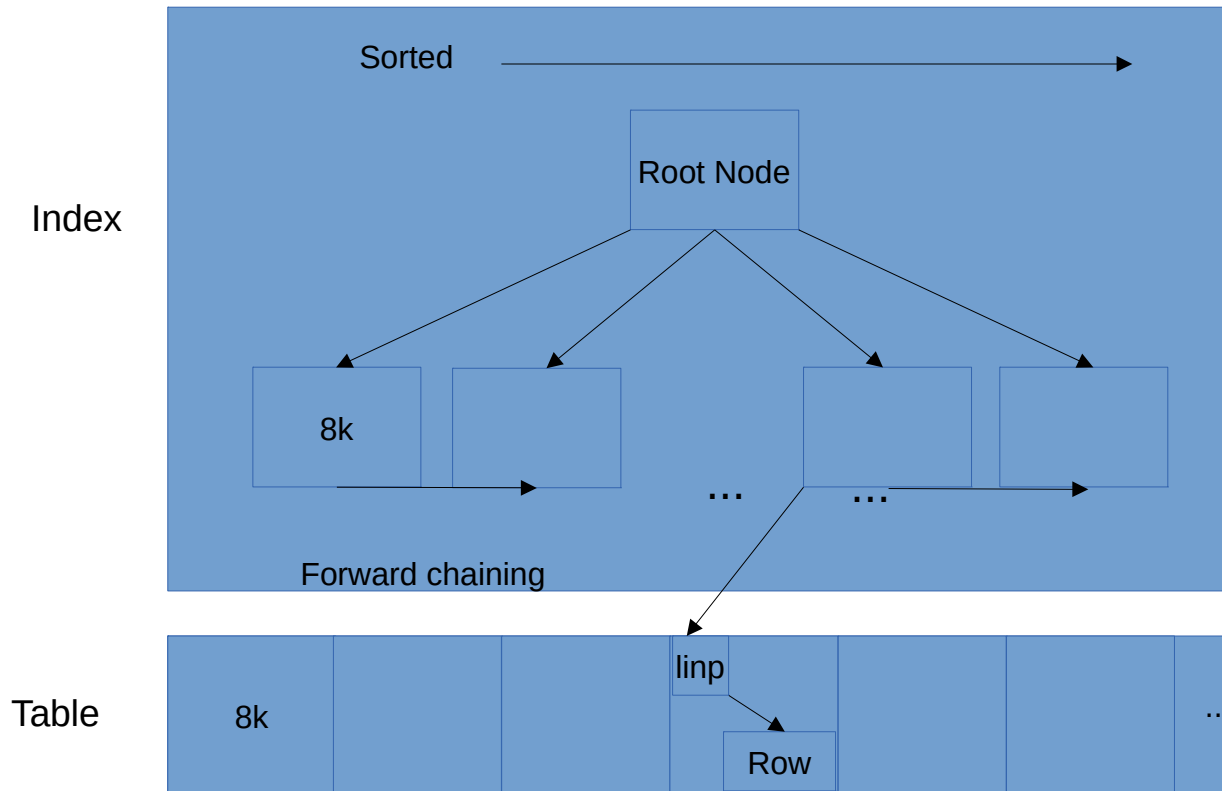 Sorted
Root Node
Index
8k
...
...
Forward chaining
linp
Table
8k
..
Row